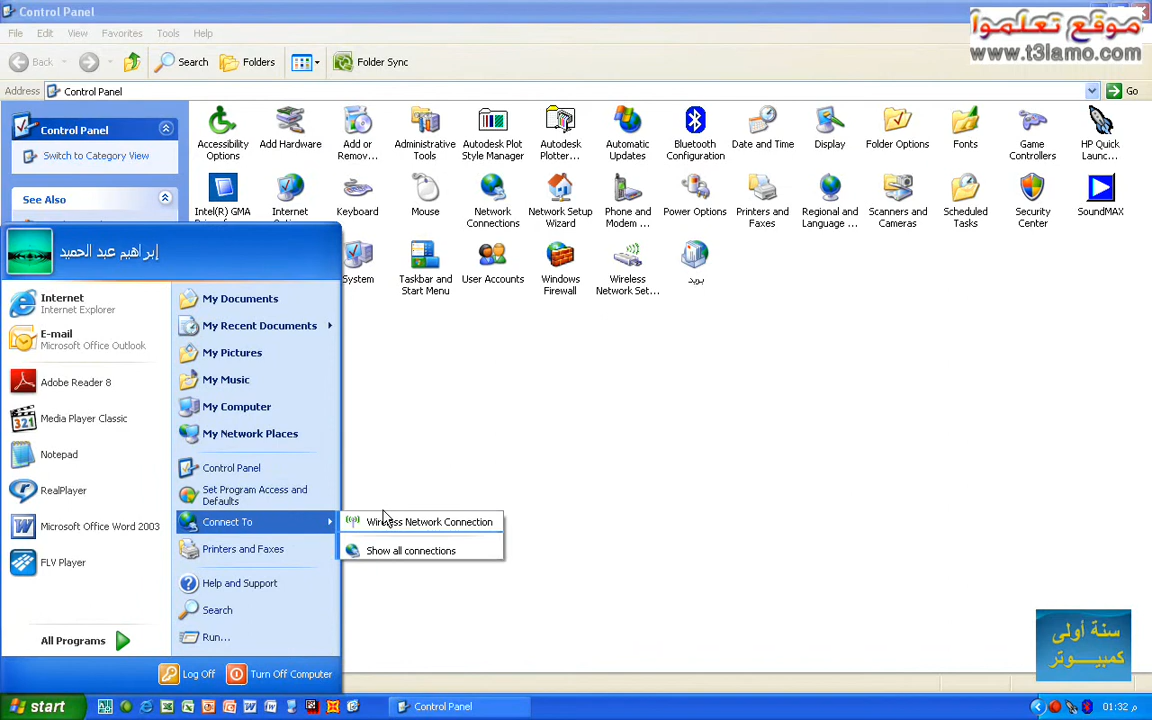 Control Panel
File Edit View Favorites Tools Help
موقع تعلموا
www.t3lamo.com
Back Search Folders Folder Sync
Address Control Panel Go
Control Panel
Switch to Category View
See Also
Accessibility Options
Add Hardware
Add or Remov...
Administrative Tools
Autodesk Plot Style Manager
Autodesk Plotter...
Automatic Updates
Bluetooth Configuration
Date and Time
Display
Folder Options
Fonts
Game Controllers
HP Quick Launc...
Intel(R) GMA
Internet
Keyboard
Mouse
Network Connections
Network Setup Wizard
Phone and Modem ...
Power Options
Printers and Faxes
Regional and Language ...
Scanners and Cameras
Scheduled Tasks
Security Center
SoundMAX
System
Taskbar and Start Menu
User Accounts
Windows Firewall
Wireless Network Set...
بريد
إبراهيم عبد الحميد
Internet
Internet Explorer
E-mail
Microsoft Office Outlook
Adobe Reader 8
Media Player Classic
Notepad
RealPlayer
Microsoft Office Word 2003
FLV Player
All Programs
My Documents
My Recent Documents
My Pictures
My Music
My Computer
My Network Places
Control Panel
Set Program Access and
Defaults
Connect To
Printers and Faxes
Help and Support
Search
Run...
Wireless Network Connection
Show all connections
Log Off Turn Off Computer
سنة أولى
كمبيـــوتر
start Control Panel 01:32 م